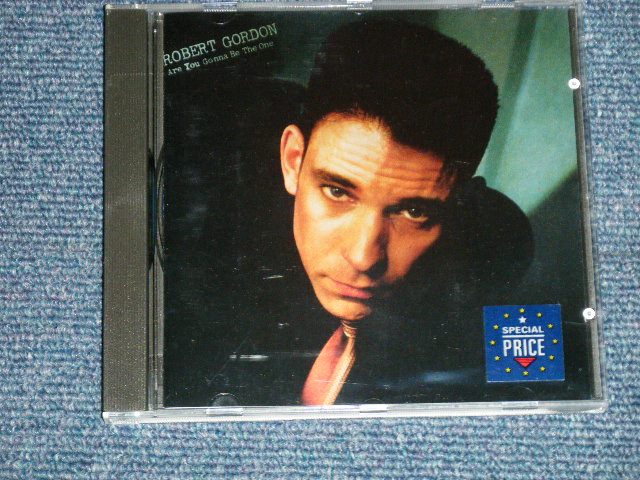 ROBERT GORDON
Are You Gonna Be The One
SPECIAL
PRICE